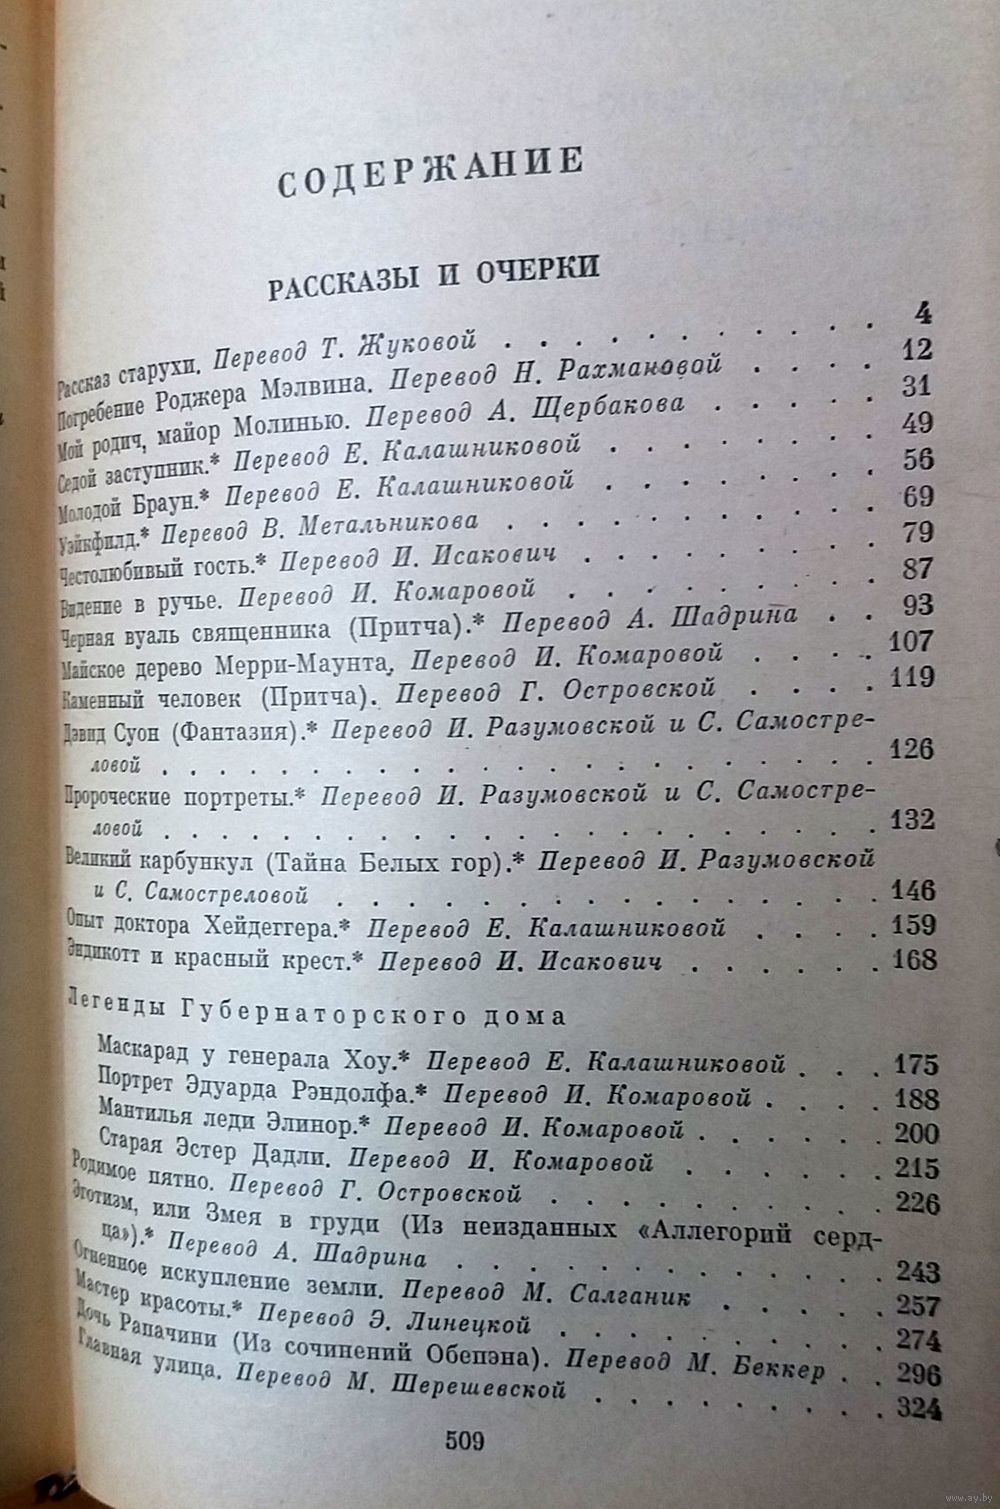 СОДЕРЖАНИЕ
РАССКАЗЫ И ОЧЕРКИ
Рассказ старухи. Перевод Т. Жуковой . . . . . . . . . . . 4
Погребение Роджера Мэлвина. Перевод Н. Рахмановой . . . . 12
Мой родич, майор Молинью. Перевод А. Щербакова . . . . . 31
Седой заступник.* Перевод Е. Калашниковой . . . . . . . 49
Молодой Браун.* Перевод Е. Калашниковой . . . . . . . . 56
Уэйкфилд.* Перевод В. Метальникова . . . . . . . . . . 69
Честолюбивый гость.* Перевод И. Исакович . . . . . . . . 79
Видение в ручье. Перевод И. Комаровой . . . . . . . . 87
Черная вуаль священника (Притча).* Перевод А. Шадрина . . 93
Майское дерево Мерри-Маунта, Перевод И. Комаровой . . . . 107
Каменный человек (Притча). Перевод Г. Островской . . . . 119
Дэвид Суон (Фантазия).* Перевод И. Разумовской и С. Самостре-
ловой . . . . . . . . . . . . . . . . . . . . 126
Пророческие портреты.* Перевод И. Разумовской и С. Самостре-
ловой . . . . . . . . . . . . . . . . . . . . 132
Великий карбункул (Тайна Белых гор).* Перевод И. Разумовской
и С. Самостреловой . . . . . . . . . . . . . . . 146
Опыт доктора Хейдеггера.* Перевод Е. Калашниковой . . . . 159
Эндикотт и красный крест.* Перевод И. Исакович . . . . . . 168
Легенды Губернаторского дома
Маскарад у генерала Хоу.* Перевод Е. Калашниковой . . . 175
Портрет Эдуарда Рэндолфа.* Перевод И. Комаровой . . . . 188
Мантилья леди Элинор.* Перевод И. Комаровой . . . . . . 200
Старая Эстер Дадли. Перевод И. Комаровой . . . . . . 215
Родимое пятно. Перевод Г. Островской . . . . . . . . . 226
Эготизм, или Змея в груди (Из неизданных «Аллегорий серд-
ца»).* Перевод А. Шадрина . . . . . . . . . . . . 243
Огненное искупление земли. Перевод М. Салганик . . . . . 257
Мастер красоты.* Перевод Э. Линецкой . . . . . . . . . 274
Дочь Рапачини (Из сочинений Обепэна). Перевод М. Беккер . . 296
Главная улица. Перевод М. Шерешевской . . . . . . . . . 324
509
www.ay.by